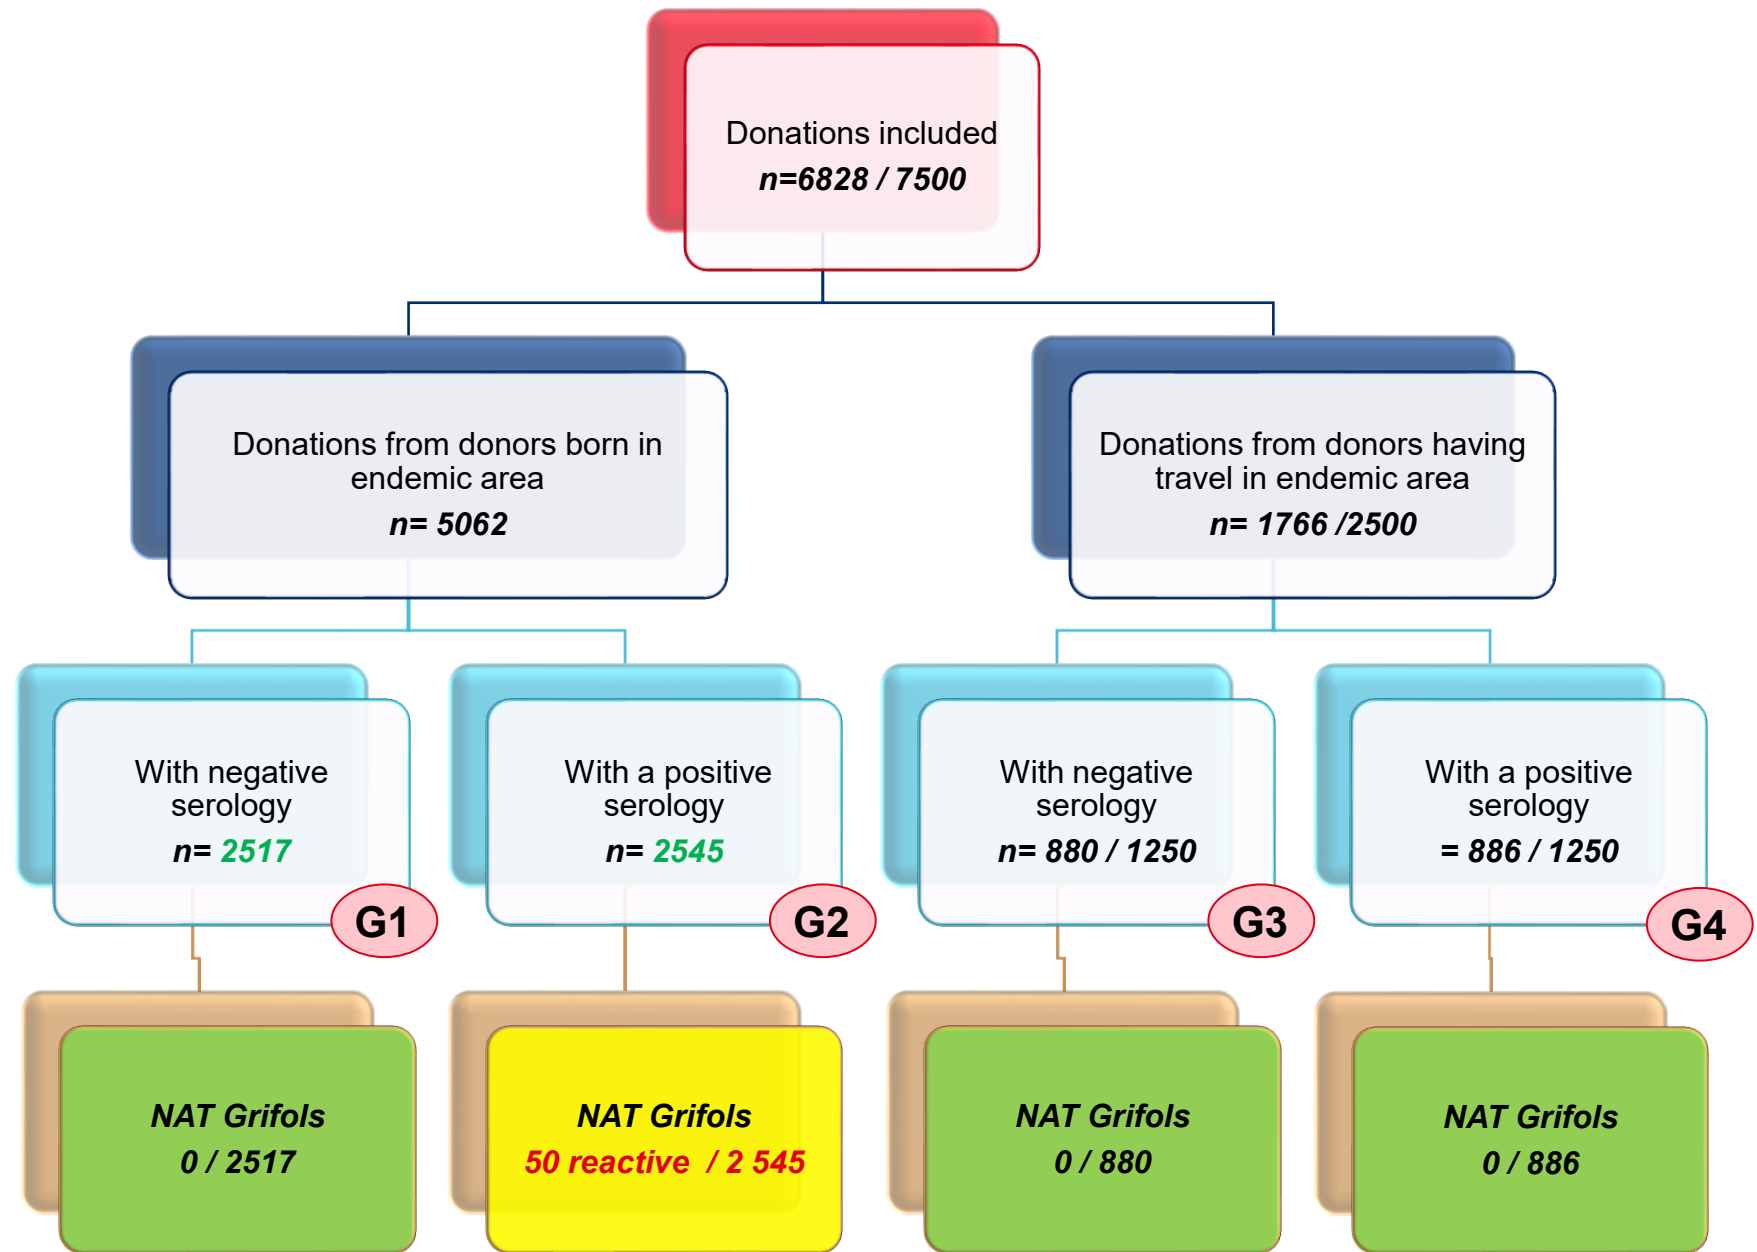 Donations included
n=6828 / 7500
Donations from donors born in
endemic area
n= 5062
Donations from donors having
travel in endemic area
n= 1766 /2500
With negative
serology
n= 2517
G1
With a positive
serology
n= 2545
G2
With negative
serology
n= 880 / 1250
G3
With a positive
serology
= 886 / 1250
G4
NAT Grifols
0 / 2517
NAT Grifols
50 reactive / 2 545
NAT Grifols
0 / 880
NAT Grifols
0 / 886